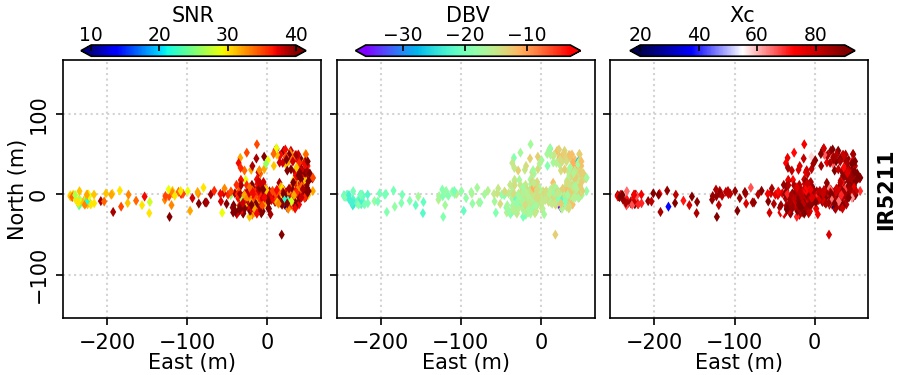 SNR DBV Xc
10 20 30 40 −30 −20 −10 20 40 60 80
North (m)
100
0
−100
−200 −100 0 −200 −100 0 −200 −100 0
East (m) East (m) East (m)
IR5211